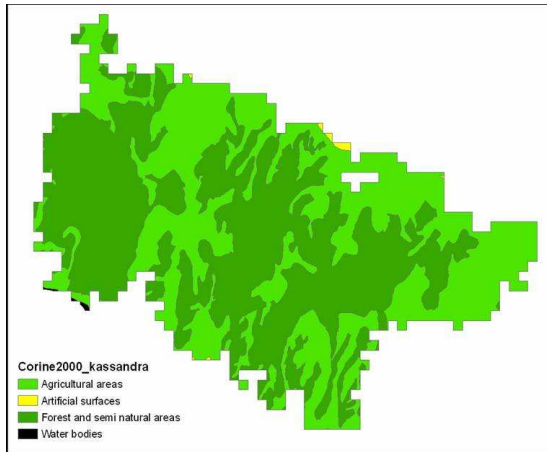 Corine2000_kassandra
Agricultural areas
Artificial surfaces
Forest and semi natural areas
Water bodies